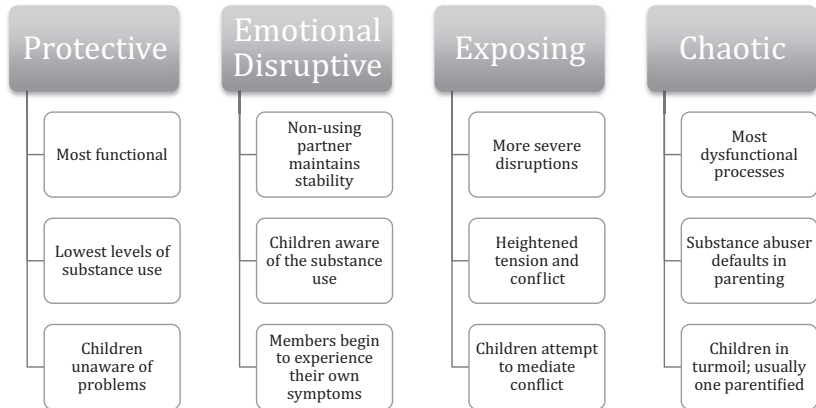 Protective
Most functional
Lowest levels of
substance use
Children
unaware of
problems
Emotional
Disruptive
Non-using
partner
maintains
stability
Children aware
of the substance
use
Members begin
to experience
their own
symptoms
Exposing
More severe
disruptions
Heightened
tension and
conflict
Children attempt
to mediate
conflict
Chaotic
Most
dysfunctional
processes
Substance abuser
defaults in
parenting
Children in
turmoil; usually
one parentified